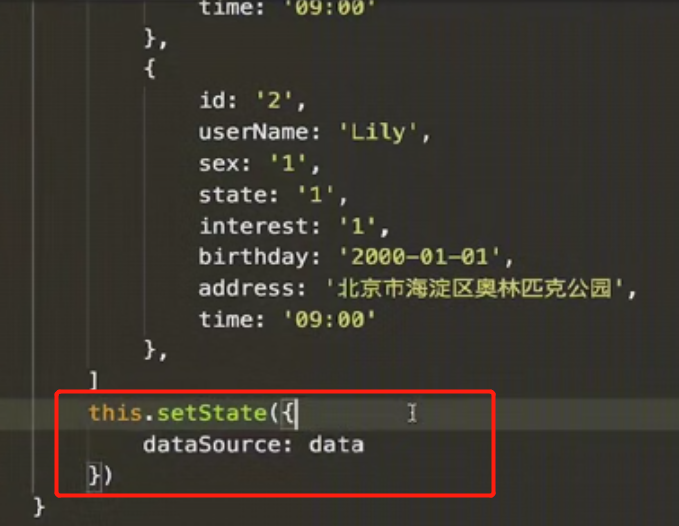 time: '09:00'
},
{
id: '2',
userName: 'Lily',
sex: '1',
state: '1',
interest: '1',
birthday: '2000-01-01',
address: '北京市海淀区奥林匹克公园',
time: '09:00'
},
]
this.setState({
dataSource: data
})
}